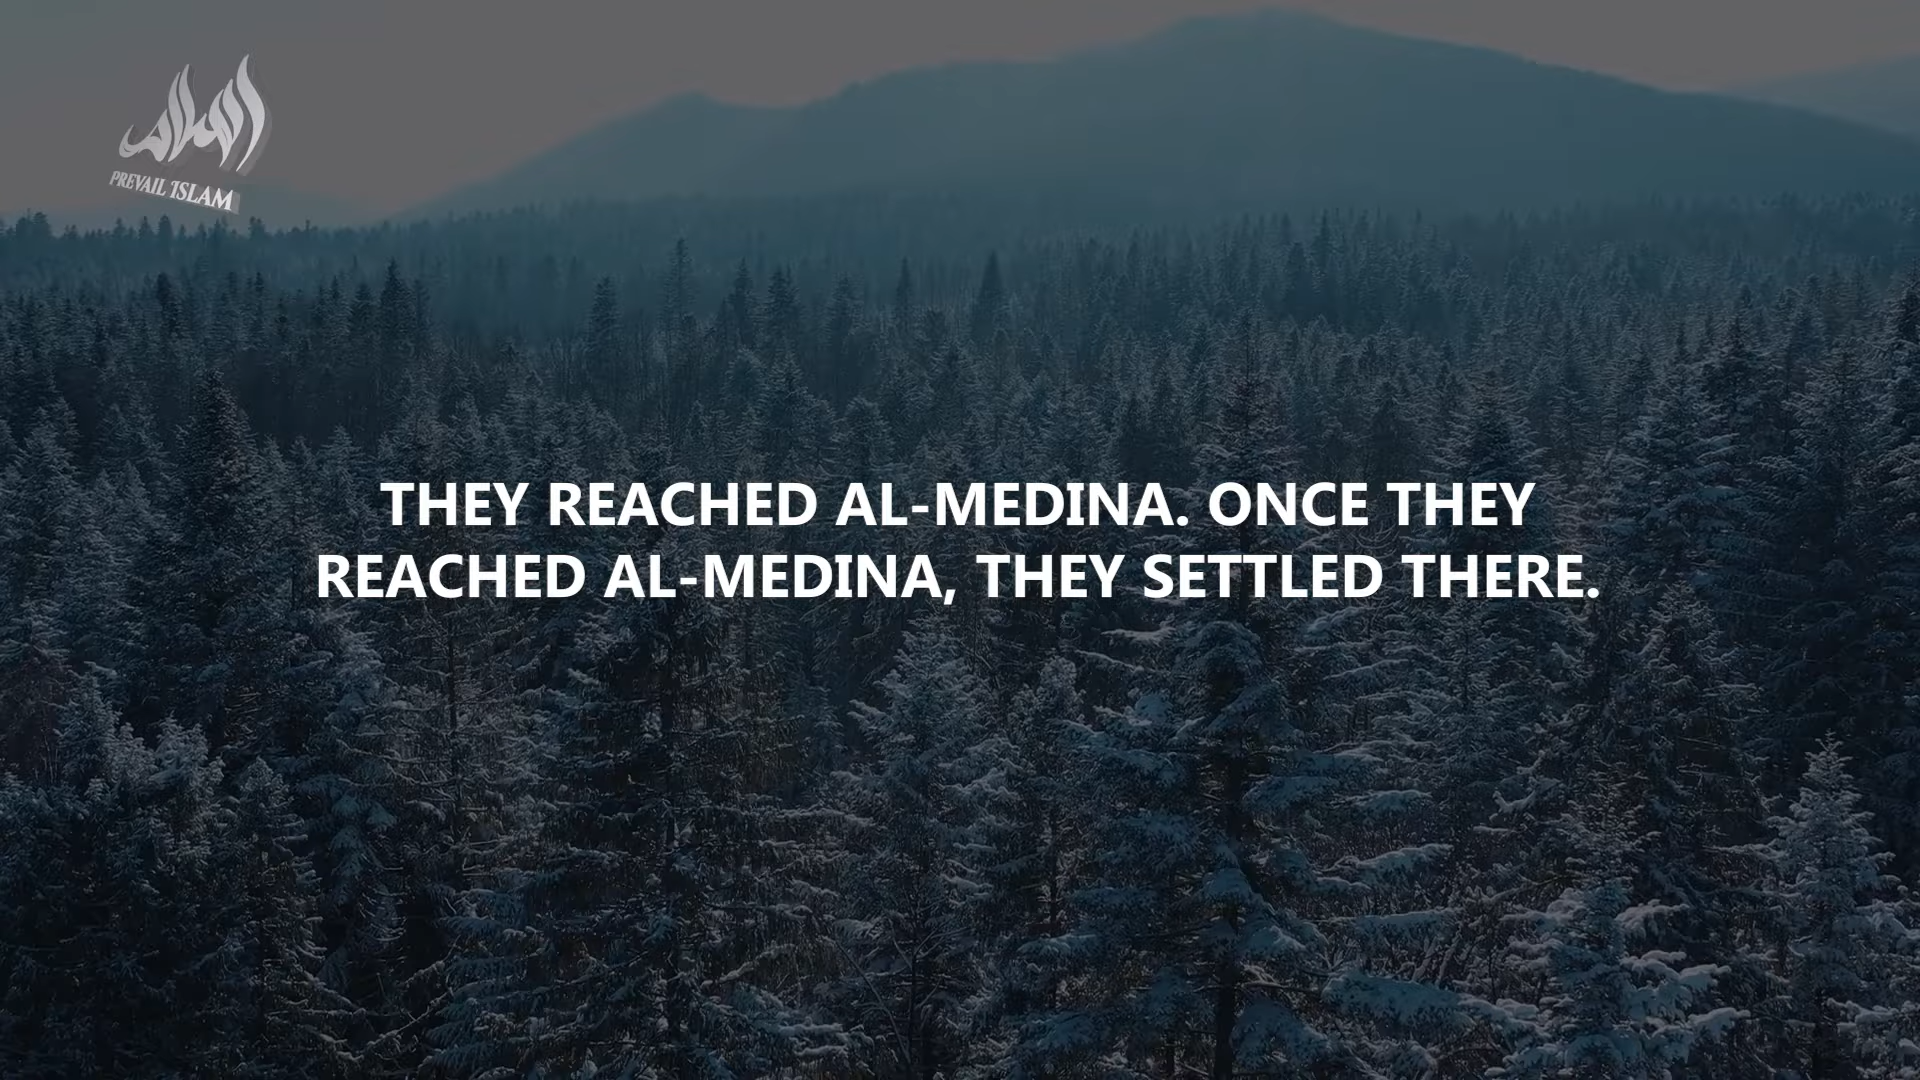 PREVAIL ISLAM
THEY REACHED AL-MEDINA. ONCE THEY
REACHED AL-MEDINA, THEY SETTLED THERE.